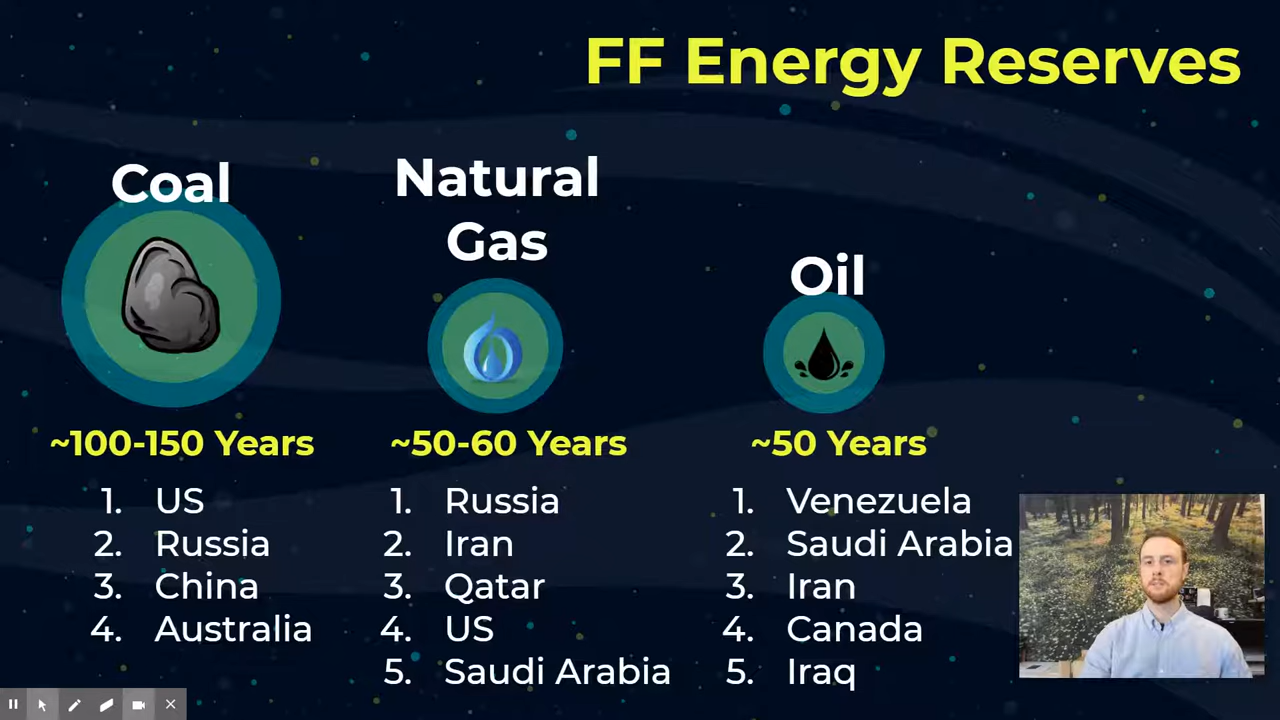 FF Energy Reserves
Coal
Natural
Gas
Oil
~100-150 Years
1. US
2. Russia
3. China
4. Australia
~50-60 Years
1. Russia
2. Iran
3. Qatar
4. US
5. Saudi Arabia
~50 Years
1. Venezuela
2. Saudi Arabia
3. Iran
4. Canada
5. Iraq